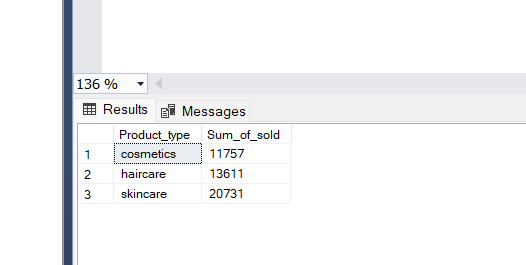 136 %
Results Messages
Product_type Sum_of_sold
1 cosmetics 11757
2 haircare 13611
3 skincare 20731